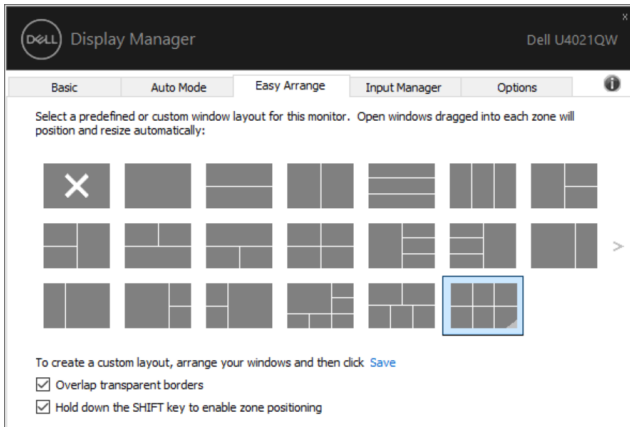 DELL Display Manager
Dell U4021QW
x
Basic
Auto Mode
Easy Arrange
Input Manager
Options
i
Select a predefined or custom window layout for this monitor. Open windows dragged into each zone will
position and resize automatically:
>
To create a custom layout, arrange your windows and then click Save
Overlap transparent borders
Hold down the SHIFT key to enable zone positioning